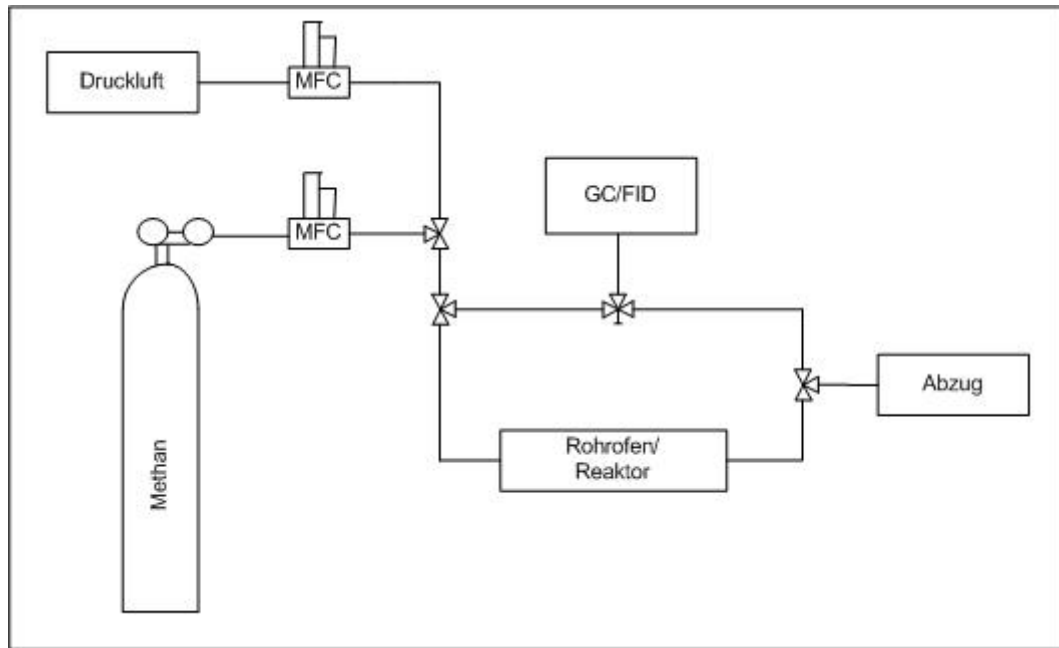 Druckluft
MFC
MFC
GC/FID
Abzug
Rohrofen/
Reaktor
Methan